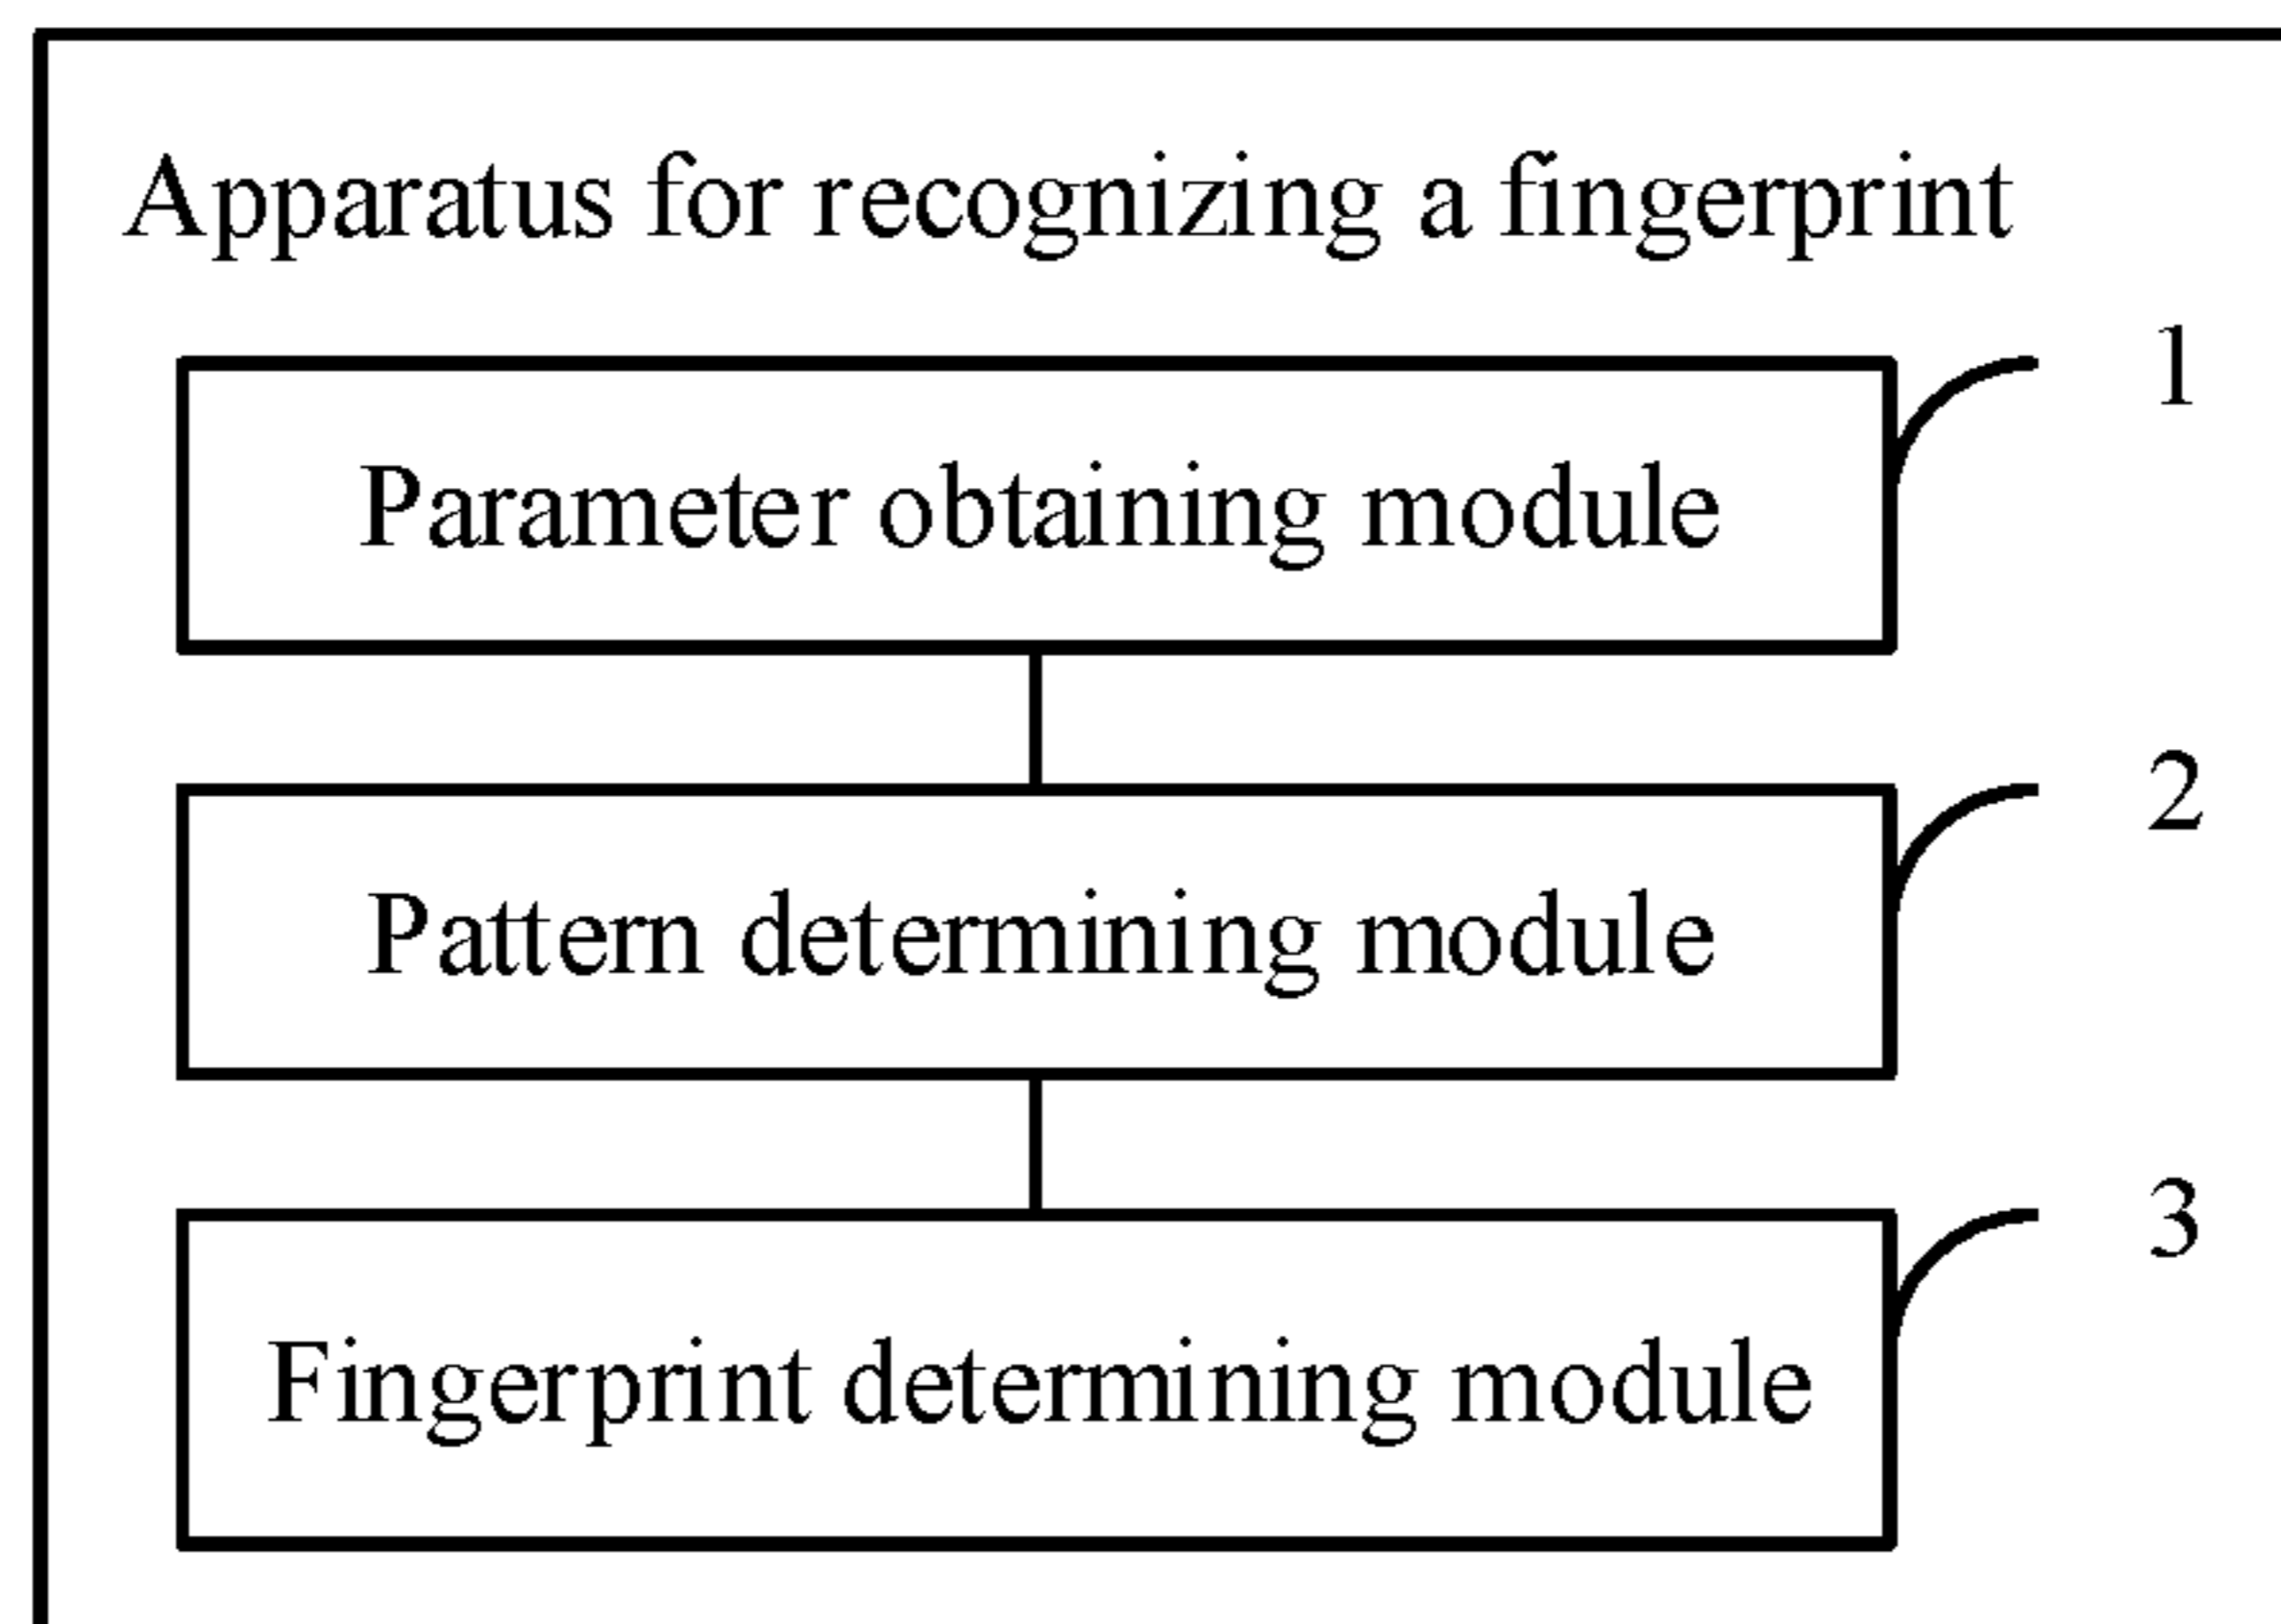 Apparatus for recognizing a fingerprint
1
Parameter obtaining module
2
Pattern determining module
3
Fingerprint determining module